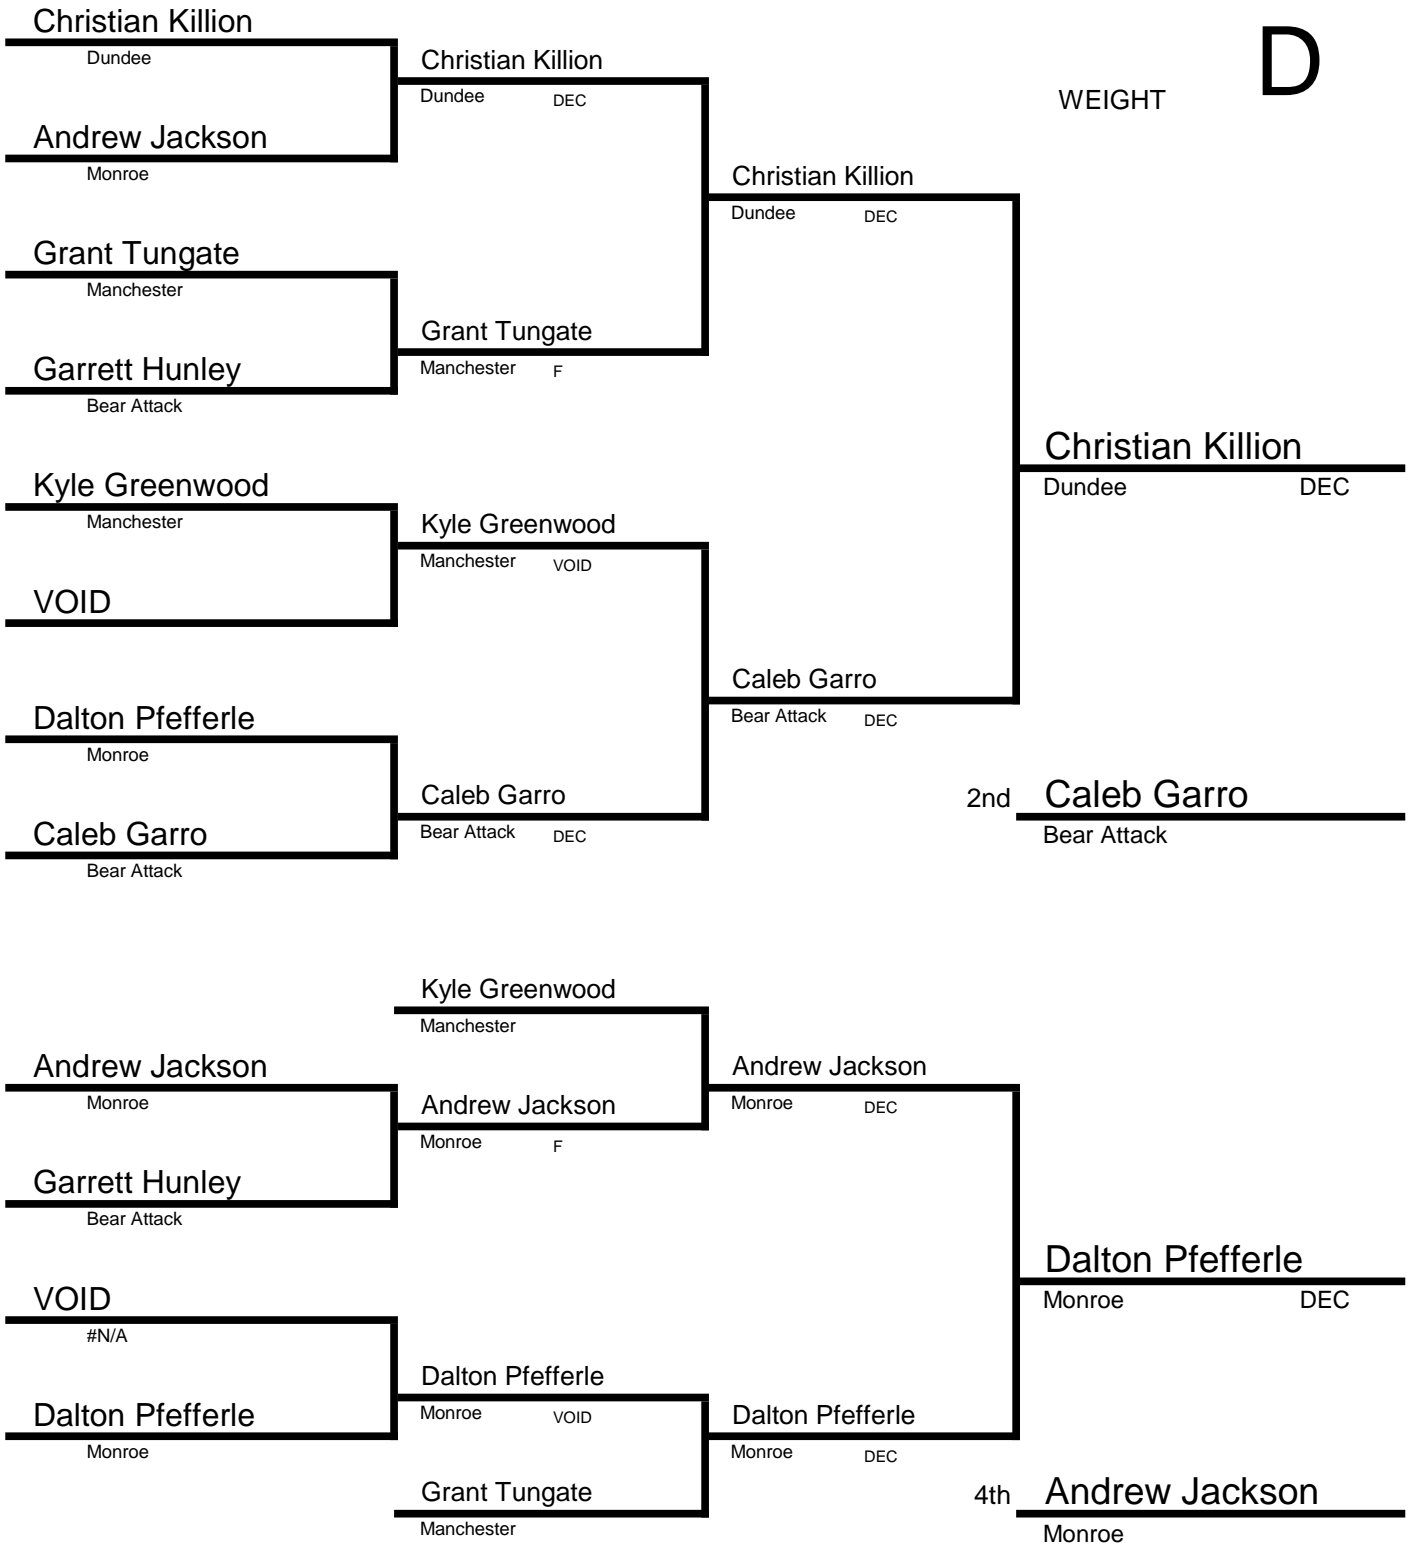 Christian Killion
Dundee
Christian Killion
Dundee DEC
D
WEIGHT
Andrew Jackson
Monroe
Christian Killion
Dundee DEC
Grant Tungate
Manchester
Grant Tungate
Manchester F
Garrett Hunley
Bear Attack
Christian Killion
Dundee DEC
Kyle Greenwood
Manchester
Kyle Greenwood
Manchester VOID
VOID
Caleb Garro
Bear Attack DEC
Dalton Pfefferle
Monroe
Caleb Garro
Bear Attack DEC
2nd Caleb Garro
Bear Attack
Caleb Garro
Bear Attack
Kyle Greenwood
Manchester
Andrew Jackson
Monroe
Andrew Jackson
Monroe DEC
Andrew Jackson
Monroe F
Garrett Hunley
Bear Attack
Dalton Pfefferle
Monroe DEC
VOID
#N/A
Dalton Pfefferle
Monroe VOID
Dalton Pfefferle
Monroe
Dalton Pfefferle
Monroe DEC
Grant Tungate
Manchester
4th Andrew Jackson
Monroe